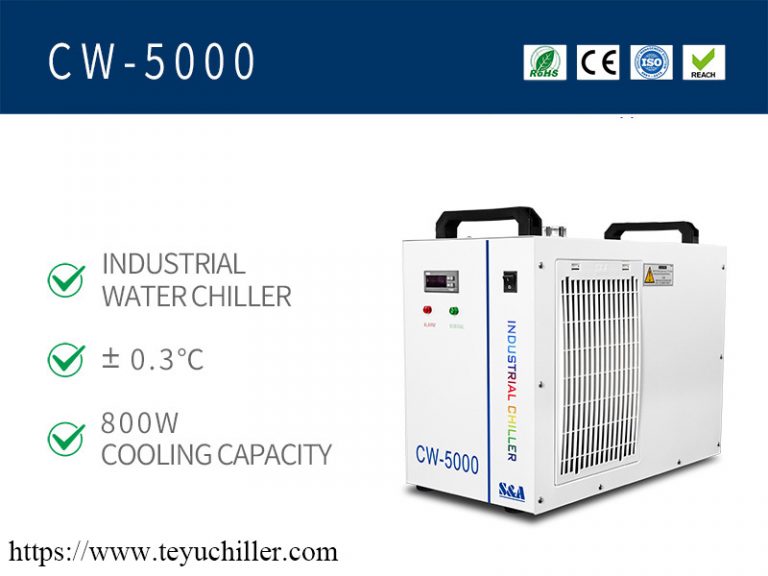 CW-5000
RoHS
CE
ISO
REACH
INDUSTRIAL
WATER CHILLER
± 0.3℃
800W
COOLING CAPACITY
ALARM
NORMAL
INDUSTRIAL CHILLER
CW-5000
S&A
https://www.teyuchiller.com